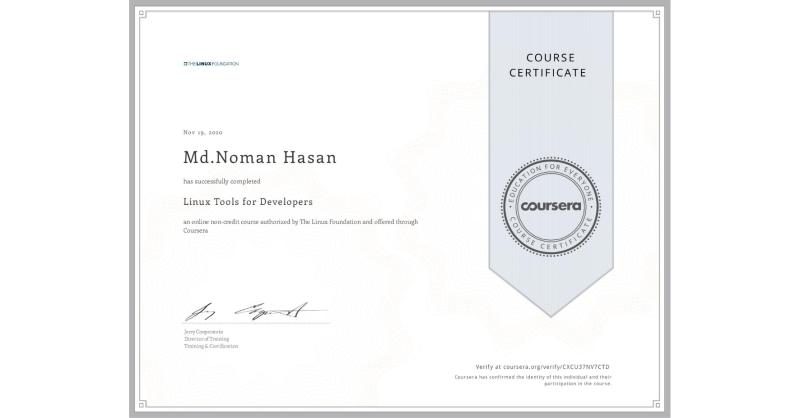 THE LINUX FOUNDATION
COURSE
CERTIFICATE
Nov 19, 2020
Md.Noman Hasan
has successfully completed
Linux Tools for Developers
an online non-credit course authorized by The Linux Foundation and offered through
Coursera
EDUCATION FOR EVERYONE
coursera
COURSE CERTIFICATE
Jerry Cooperstein
Director of Training
Training & Certification
Verify at coursera.org/verify/CXCU37NV7CTD
Coursera has confirmed the identity of this individual and their
participation in the course.